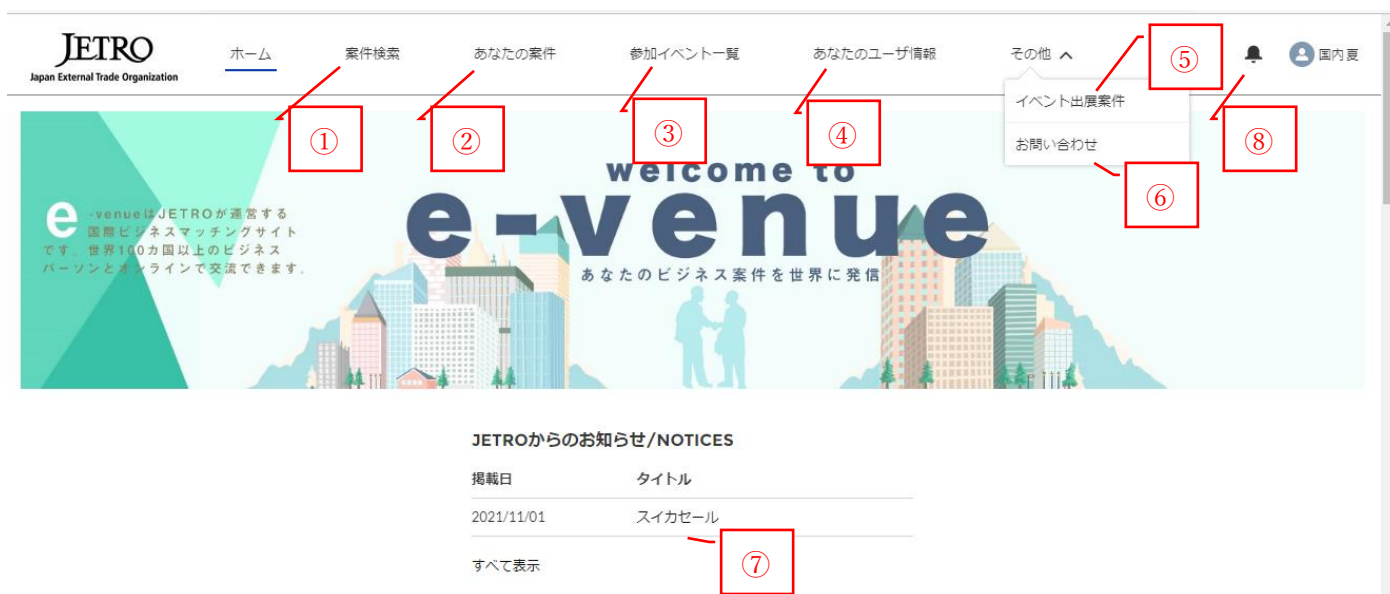 JETRO
Japan External Trade Organization
ホーム
案件検索
あなたの案件
参加イベント一覧
あなたのユーザ情報
その他
国内夏
イベント出展案件
お問い合わせ
①
②
③
④
⑤
⑥
⑧
welcome to
e-venue
あなたのビジネス案件を世界に発信
e-venueはJETROが運営する
国際ビジネスマッチングサイト
です。世界100カ国以上のビジネス
パーソンとオンラインで交流できます。
JETROからのお知らせ/NOTICES
掲載日 タイトル
2021/11/01 スイカセール
⑦
すべて表示